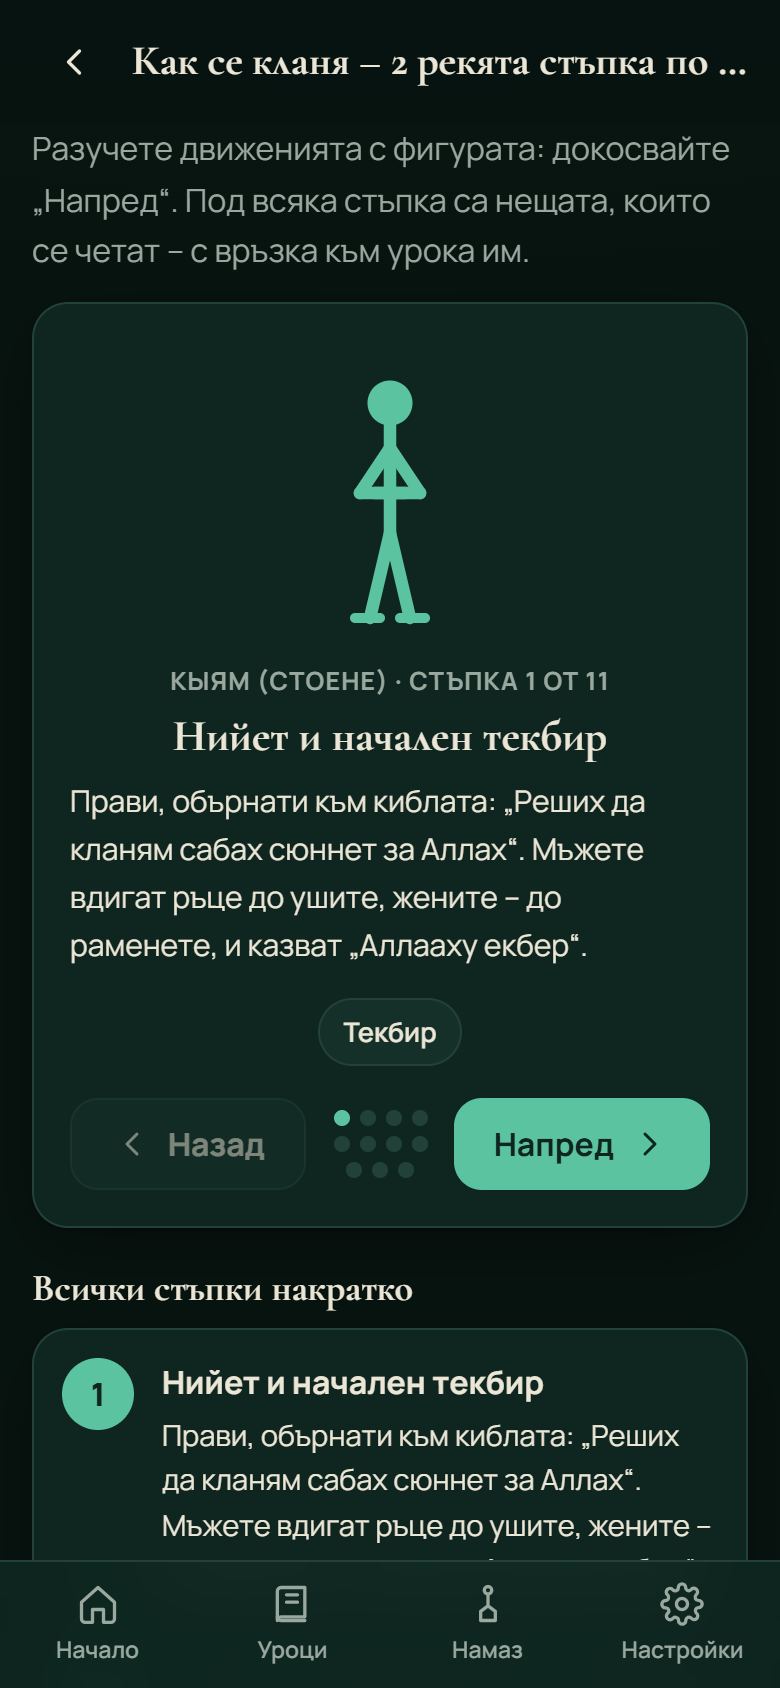 Как се кланя – 2 рекята стъпка по ...
Разучете движенията с фигурата: докосвайте
„Напред“. Под всяка стъпка са нещата, които
се четат – с връзка към урока им.
КЫЯМ (СТОЕНЕ) · СТЪПКА 1 ОТ 11
Нийет и начален текбир
Прави, обърнати към киблата: „Реших да
кланям сабах сюннет за Аллах“. Мъжете
вдигат ръце до ушите, жените – до
раменете, и казват „Аллааху екбер“.
Текбир
Назад
Напред
Всички стъпки накратко
1
Нийет и начален текбир
Прави, обърнати към киблата: „Реших
да кланям сабах сюннет за Аллах“.
Мъжете вдигат ръце до ушите, жените –
Начало
Уроци
Намаз
Настройки